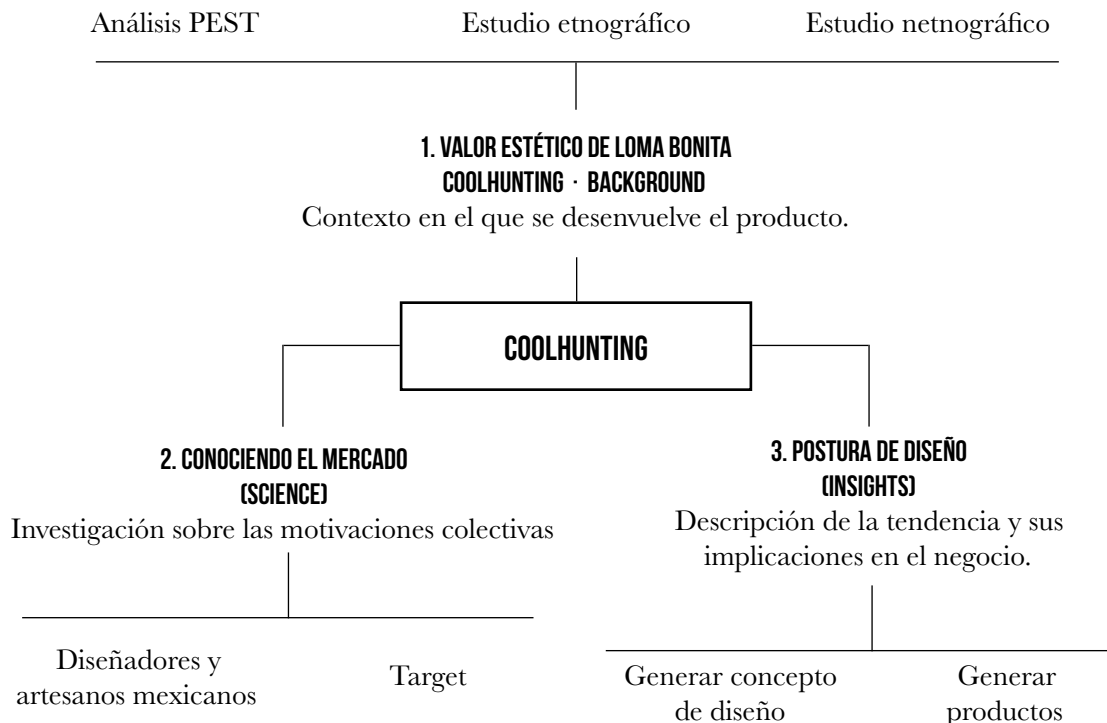 Análisis PEST
Estudio etnográfico
Estudio netnográfico
1. VALOR ESTÉTICO DE LOMA BONITA
COOLHUNTING · BACKGROUND
Contexto en el que se desenvuelve el producto.
COOLHUNTING
2. CONOCIENDO EL MERCADO
(SCIENCE)
Investigación sobre las motivaciones colectivas
Diseñadores y
artesanos mexicanos
Target
3. POSTURA DE DISEÑO
(INSIGHTS)
Descripción de la tendencia y sus
implicaciones en el negocio.
Generar concepto
de diseño
Generar
productos